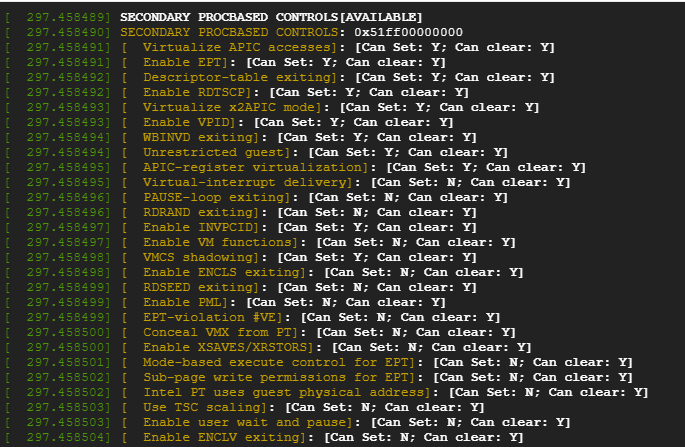 [  297.458489] SECONDARY PROCBASED CONTROLS[AVAILABLE]
[  297.458490] SECONDARY PROCBASED CONTROLS: 0x51ff00000000
[  297.458491] [  Virtualize APIC accesses]: [Can Set: Y; Can clear: Y]
[  297.458491] [  Enable EPT]: [Can Set: Y; Can clear: Y]
[  297.458492] [  Descriptor-table exiting]: [Can Set: Y; Can clear: Y]
[  297.458492] [  Enable RDTSCP]: [Can Set: Y; Can clear: Y]
[  297.458493] [  Virtualize x2APIC mode]: [Can Set: Y; Can clear: Y]
[  297.458493] [  Enable VPID]: [Can Set: Y; Can clear: Y]
[  297.458494] [  WBINVD exiting]: [Can Set: Y; Can clear: Y]
[  297.458494] [  Unrestricted guest]: [Can Set: Y; Can clear: Y]
[  297.458495] [  APIC-register virtualization]: [Can Set: Y; Can clear: Y]
[  297.458495] [  Virtual-interrupt delivery]: [Can Set: N; Can clear: Y]
[  297.458496] [  PAUSE-loop exiting]: [Can Set: N; Can clear: Y]
[  297.458496] [  RDRAND exiting]: [Can Set: N; Can clear: Y]
[  297.458497] [  Enable INVPCID]: [Can Set: Y; Can clear: Y]
[  297.458497] [  Enable VM functions]: [Can Set: N; Can clear: Y]
[  297.458498] [  VMCS shadowing]: [Can Set: Y; Can clear: Y]
[  297.458498] [  Enable ENCLS exiting]: [Can Set: N; Can clear: Y]
[  297.458499] [  RDSEED exiting]: [Can Set: N; Can clear: Y]
[  297.458499] [  Enable PML]: [Can Set: N; Can clear: Y]
[  297.458499] [  EPT-violation #VE]: [Can Set: N; Can clear: Y]
[  297.458500] [  Conceal VMX from PT]: [Can Set: N; Can clear: Y]
[  297.458500] [  Enable XSAVES/XRSTORS]: [Can Set: N; Can clear: Y]
[  297.458501] [  Mode-based execute control for EPT]: [Can Set: N; Can clear: Y]
[  297.458502] [  Sub-page write permissions for EPT]: [Can Set: N; Can clear: Y]
[  297.458502] [  Intel PT uses guest physical address]: [Can Set: N; Can clear: Y]
[  297.458503] [  Use TSC scaling]: [Can Set: N; Can clear: Y]
[  297.458503] [  Enable user wait and pause]: [Can Set: N; Can clear: Y]
[  297.458504] [  Enable ENCLV exiting]: [Can Set: N; Can clear: Y]